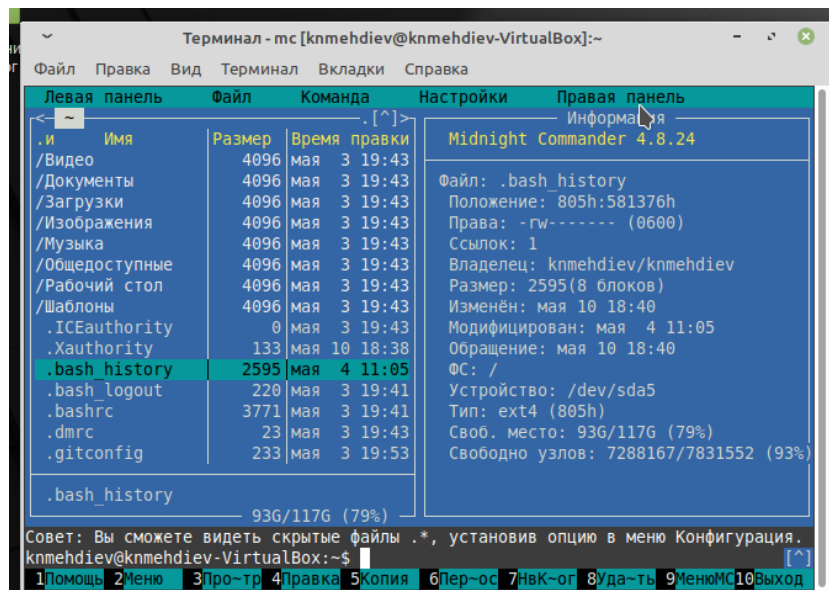 Терминал - mc [knmehdiev@knmehdiev-VirtualBox]:~
Файл Правка Вид Терминал Вкладки Справка
Левая панель Файл Команда Настройки Правая панель
<— ~ .[^]>
.и Имя Размер Время правки
/Видео 4096 мая 3 19:43
/Документы 4096 мая 3 19:43
/Загрузки 4096 мая 3 19:43
/Изображения 4096 мая 3 19:43
/Музыка 4096 мая 3 19:43
/Общедоступные 4096 мая 3 19:43
/Рабочий стол 4096 мая 3 19:43
/Шаблоны 4096 мая 3 19:43
.ICEauthority 0 мая 3 19:43
.Xauthority 133 мая 10 18:38
.bash_history 2595 мая 4 11:05
.bash_logout 220 мая 3 19:41
.bashrc 3771 мая 3 19:41
.dmrc 23 мая 3 19:43
.gitconfig 233 мая 3 19:53
.bash_history
93G/117G (79%)
Информация
Midnight Commander 4.8.24
Файл: .bash_history
Положение: 805h:581376h
Права: -rw------- (0600)
Ссылок: 1
Владелец: knmehdiev/knmehdiev
Размер: 2595(8 блоков)
Изменён: мая 10 18:40
Модифицирован: мая 4 11:05
Обращение: мая 10 18:40
ФС: /
Устройство: /dev/sda5
Тип: ext4 (805h)
Своб. место: 93G/117G (79%)
Свободно узлов: 7288167/7831552 (93%)
Совет: Вы сможете видеть скрытые файлы .*, установив опцию в меню Конфигурация.
knmehdiev@knmehdiev-VirtualBox:~$ [^]
1Помощь 2Меню 3Про~тр 4Правка 5Копия 6Пер~ос 7НвК~ог 8Уда~ть 9МенюMC 10Выход